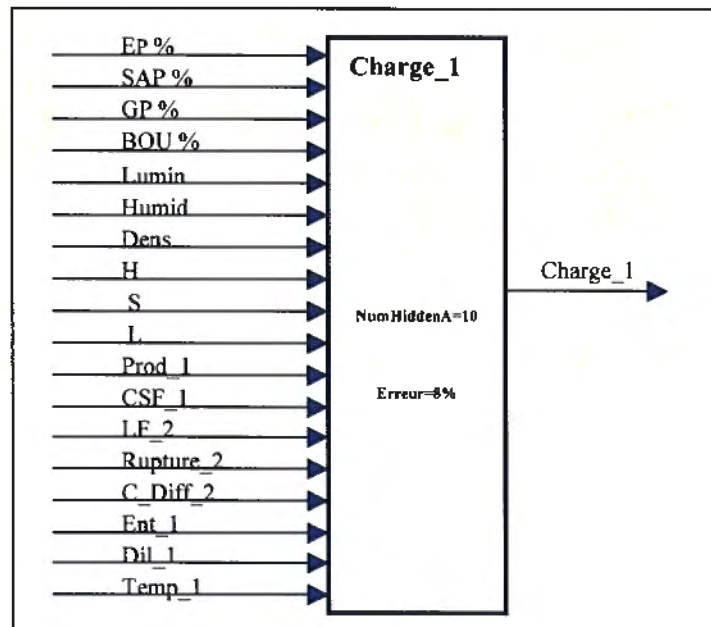 EP %
SAP %
GP %
BOU %
Lumin
Humid
Dens
H
S
L
Prod_1
CSF_1
LF_2
Rupture_2
C_Diff_2
Ent_1
Dil_1
Temp_1
Charge_1
NumHiddenA=10
Erreur=8%
Charge_1